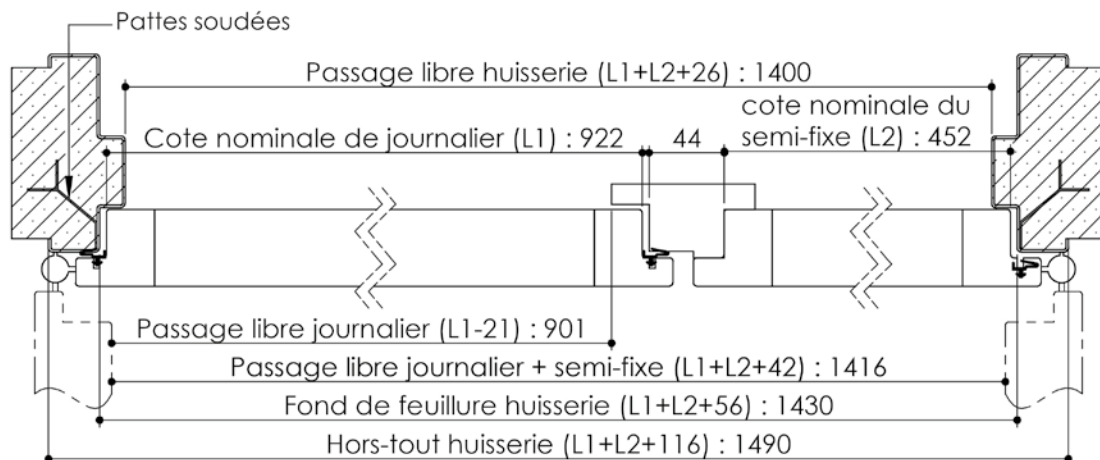 Pattes soudées
Passage libre huisserie (L1+L2+26) : 1400
cote nominale du
semi-fixe (L2) : 452
Cote nominale de journalier (L1) : 922
44
Passage libre journalier (L1-21) : 901
Passage libre journalier + semi-fixe (L1+L2+42) : 1416
Fond de feuillure huisserie (L1+L2+56) : 1430
Hors-tout huisserie (L1+L2+116) : 1490